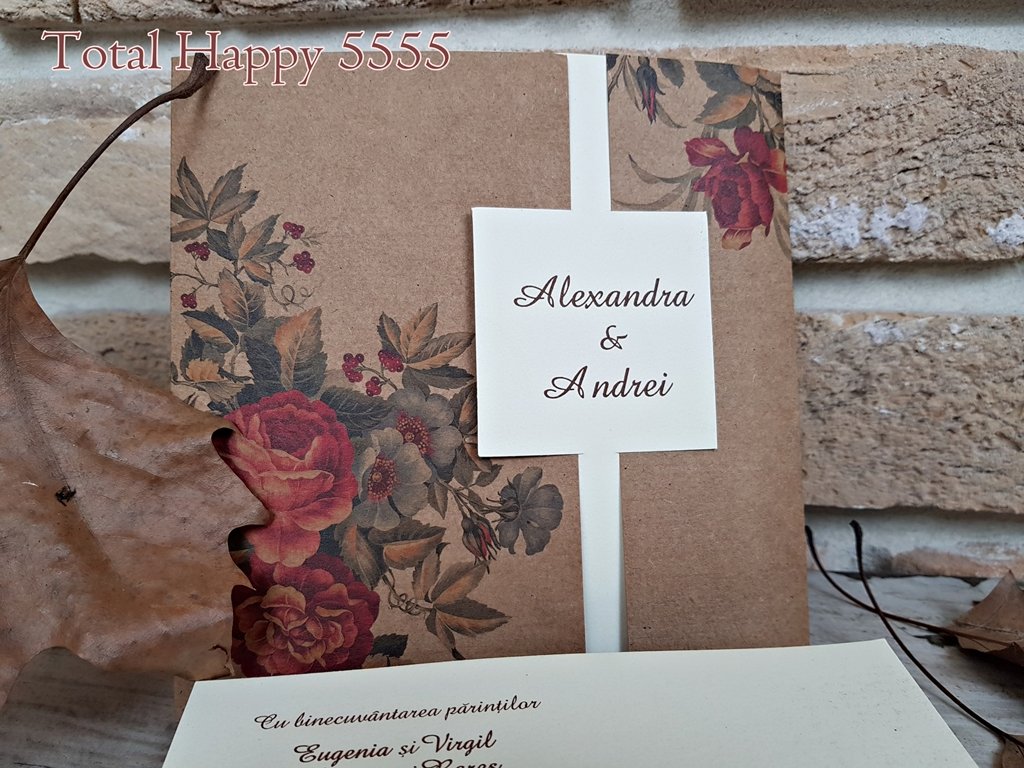 Total Happy 5555
Alexandra
&
Andrei
Cu binecuvântarea părinților
Eugenia și Virgil